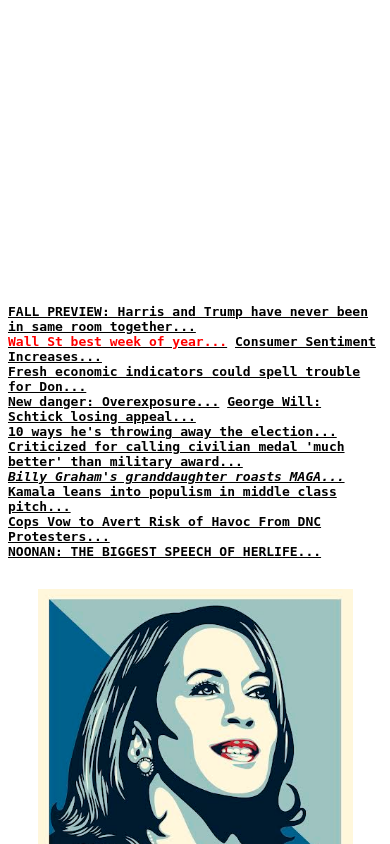 FALL PREVIEW: Harris and Trump have never been
in same room together...
Wall St best week of year... Consumer Sentiment
Increases...
Fresh economic indicators could spell trouble
for Don...
New danger: Overexposure... George Will:
Schtick losing appeal...
10 ways he's throwing away the election...
Criticized for calling civilian medal 'much
better' than military award...
Billy Graham's granddaughter roasts MAGA...
Kamala leans into populism in middle class
pitch...
Cops Vow to Avert Risk of Havoc From DNC
Protesters...
NOONAN: THE BIGGEST SPEECH OF HERLIFE...